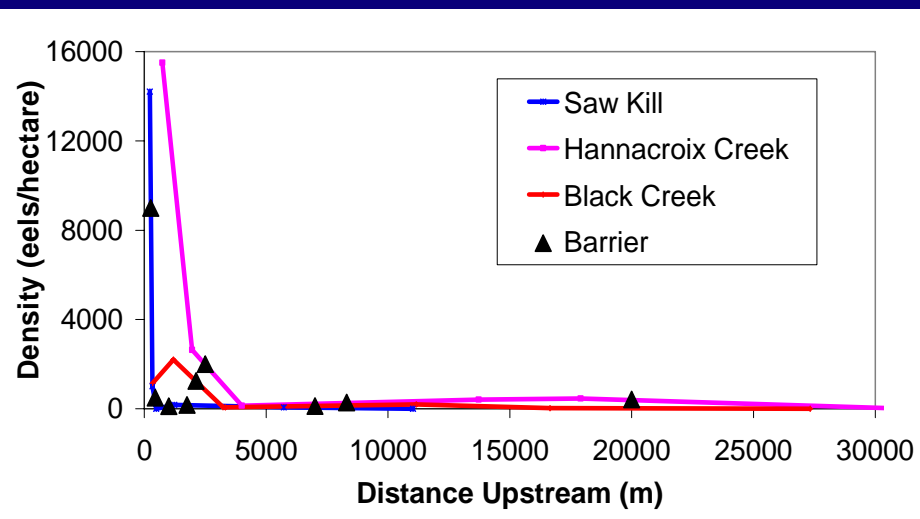 16000
12000
8000
4000
0
Density (eels/hectare)
Saw Kill
Hannacroix Creek
Black Creek
Barrier
0 5000 10000 15000 20000 25000 30000
Distance Upstream (m)